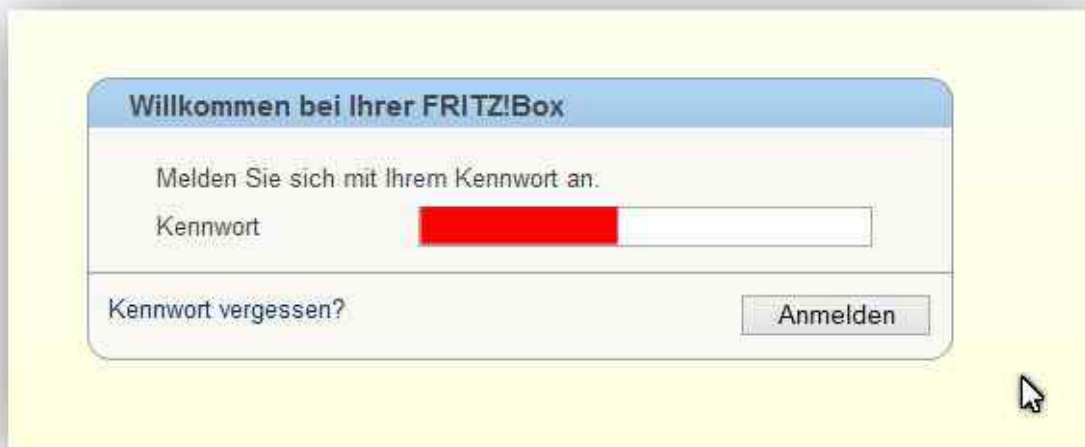 Willkommen bei Ihrer FRITZ!Box
Melden Sie sich mit Ihrem Kennwort an.
Kennwort
Kennwort vergessen?
Anmelden